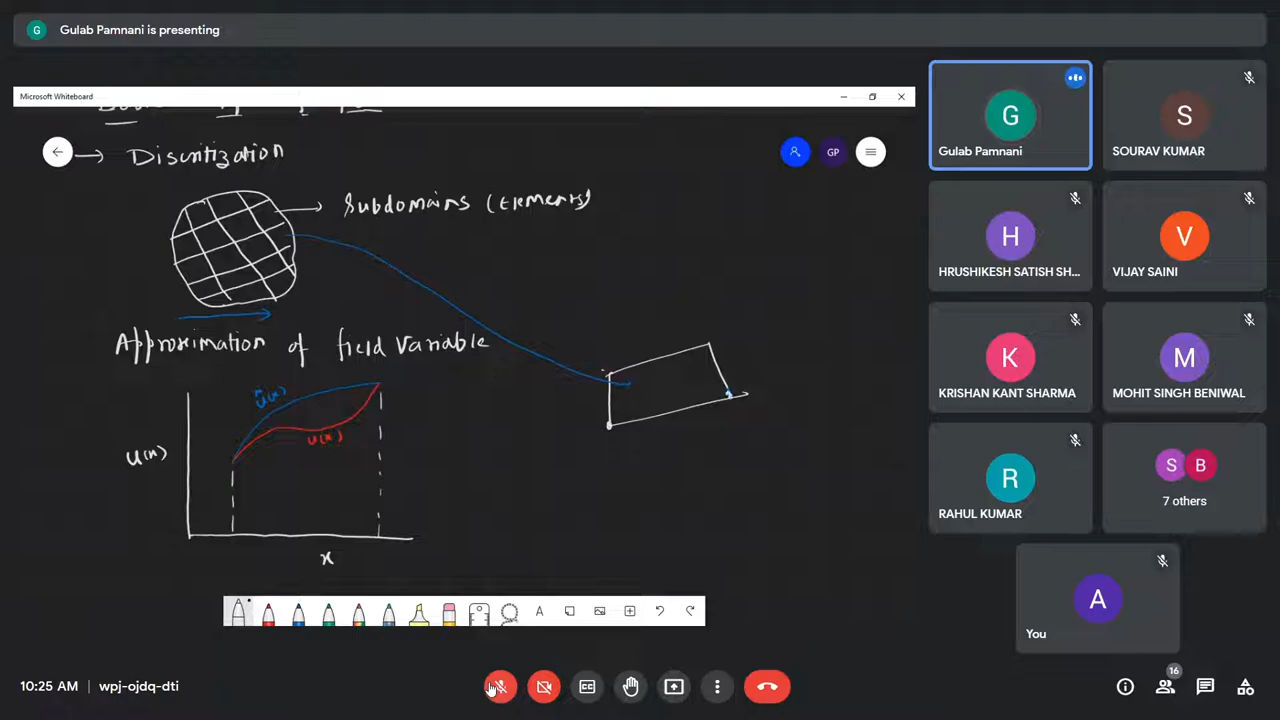 G Gulab Pamnani is presenting
Microsoft Whiteboard
→ Discritization
GP
Subdomains (Elements)
Approximation of field variable
û(x)
u(x)
u(x)
x
A
G
Gulab Pamnani
S
SOURAV KUMAR
H
HRUSHIKESH SATISH SH...
V
VIJAY SAINI
K
KRISHAN KANT SHARMA
M
MOHIT SINGH BENIWAL
R
RAHUL KUMAR
S B
7 others
A
You
10:25 AM | wpj-ojdq-dti
CC
16